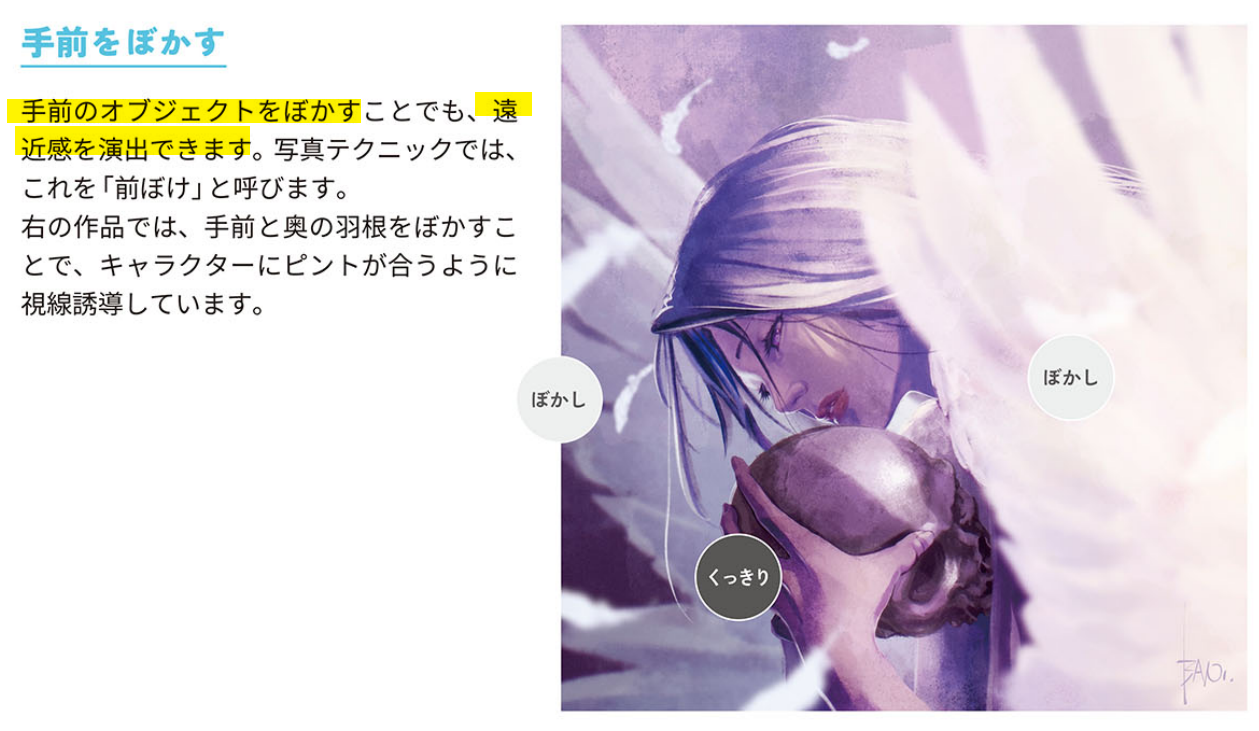 手前をぼかす
手前のオブジェクトをぼかすことでも、遠
近感を演出できます。写真テクニックでは、
これを「前ぼけ」と呼びます。
右の作品では、手前と奥の羽根をぼかすこ
とで、キャラクターにピントが合うように
視線誘導しています。
ぼかし
ぼかし
くっきり